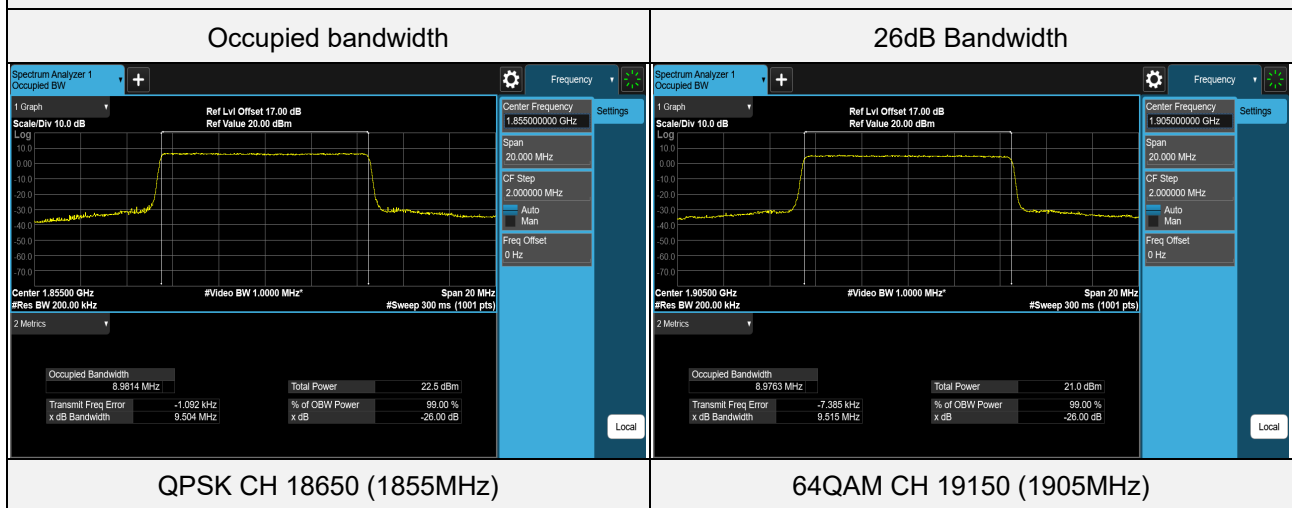 Occupied bandwidth
26dB Bandwidth
Spectrum Analyzer 1
Occupied BW
+
Frequency
1 Graph
Scale/Div 10.0 dB
Ref Lvl Offset 17.00 dB
Ref Value 20.00 dBm
Log
10.0
0.00
-10.0
-20.0
-30.0
-40.0
-50.0
-60.0
-70.0
Center 1.85500 GHz
#Res BW 200.00 kHz
#Video BW 1.0000 MHz*
Span 20 MHz
#Sweep 300 ms (1001 pts)
Center Frequency
1.855000000 GHz
Span
20.000 MHz
CF Step
2.000000 MHz
Auto
Man
Freq Offset
0 Hz
Settings
Local
2 Metrics
Occupied Bandwidth
8.9814 MHz
Transmit Freq Error -1.092 kHz
x dB Bandwidth 9.504 MHz
Total Power 22.5 dBm
% of OBW Power 99.00 %
x dB -26.00 dB
Spectrum Analyzer 1
Occupied BW
+
Frequency
1 Graph
Scale/Div 10.0 dB
Ref Lvl Offset 17.00 dB
Ref Value 20.00 dBm
Log
10.0
0.00
-10.0
-20.0
-30.0
-40.0
-50.0
-60.0
-70.0
Center 1.90500 GHz
#Res BW 200.00 kHz
#Video BW 1.0000 MHz*
Span 20 MHz
#Sweep 300 ms (1001 pts)
Center Frequency
1.905000000 GHz
Span
20.000 MHz
CF Step
2.000000 MHz
Auto
Man
Freq Offset
0 Hz
Settings
Local
2 Metrics
Occupied Bandwidth
8.9763 MHz
Transmit Freq Error -7.385 kHz
x dB Bandwidth 9.515 MHz
Total Power 21.0 dBm
% of OBW Power 99.00 %
x dB -26.00 dB
QPSK CH 18650 (1855MHz)
64QAM CH 19150 (1905MHz)